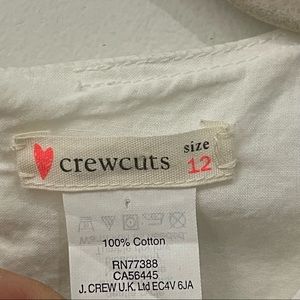 crewcuts
size
12
100% Cotton
RN77388
CA56445
J. CREW U.K. Ltd EC4V 6JA